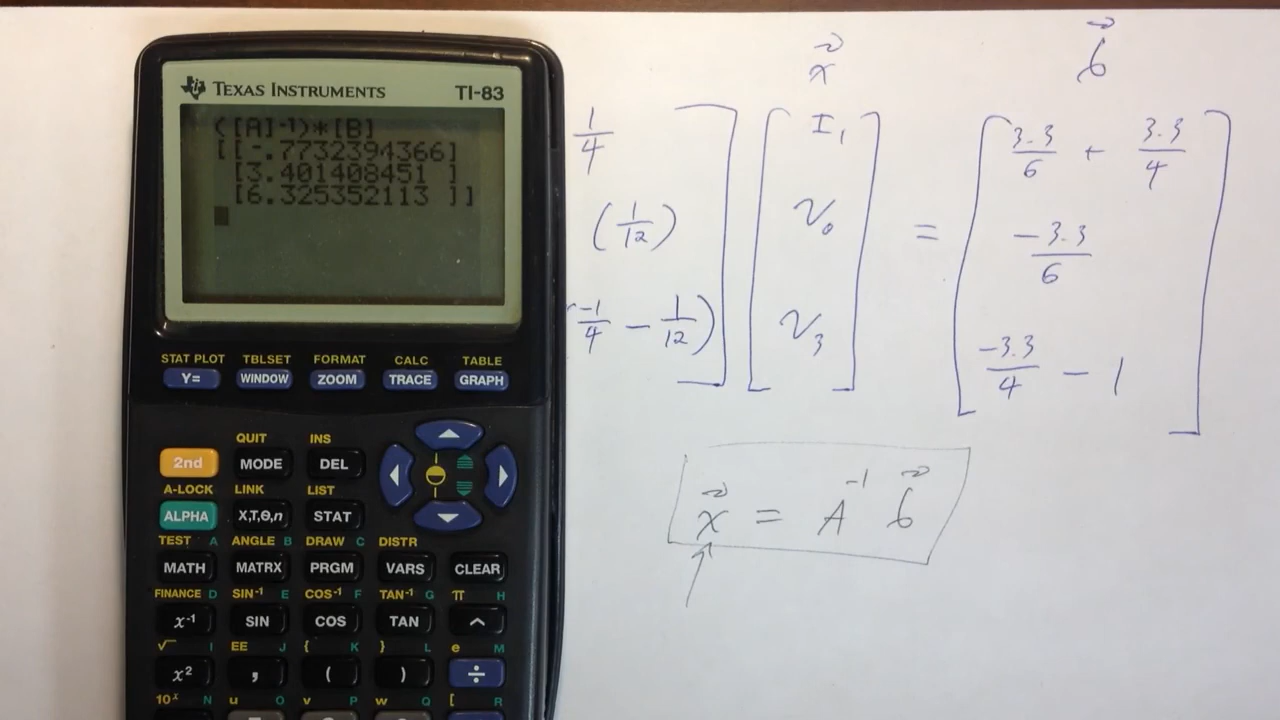 TEXAS INSTRUMENTS TI-83
([A]⁻¹)*[B]
[[-.7732394366]
[3.401408451 ]
[6.325352113 ]]
STAT PLOT TBLSET FORMAT CALC TABLE
Y= WINDOW ZOOM TRACE GRAPH
QUIT INS
2nd MODE DEL
A-LOCK LINK LIST
ALPHA X,T,Θ,n STAT
TEST A ANGLE B DRAW C DISTR
MATH MATRX PRGM VARS CLEAR
FINANCE D SIN⁻¹ E COS⁻¹ F TAN⁻¹ G π H
x⁻¹ SIN COS TAN ^
√ I EE J { K } L e M
x² , ( ) ÷
10ˣ N u O v P w Q [ R
x⃗ b⃗
1/4 I₁ 3.3/6 + 3.3/4
(1/12) V₀ = -3.3/6
-1/4 - 1/12) V₃ -3.3/4 - 1
x⃗ = A⁻¹ b⃗